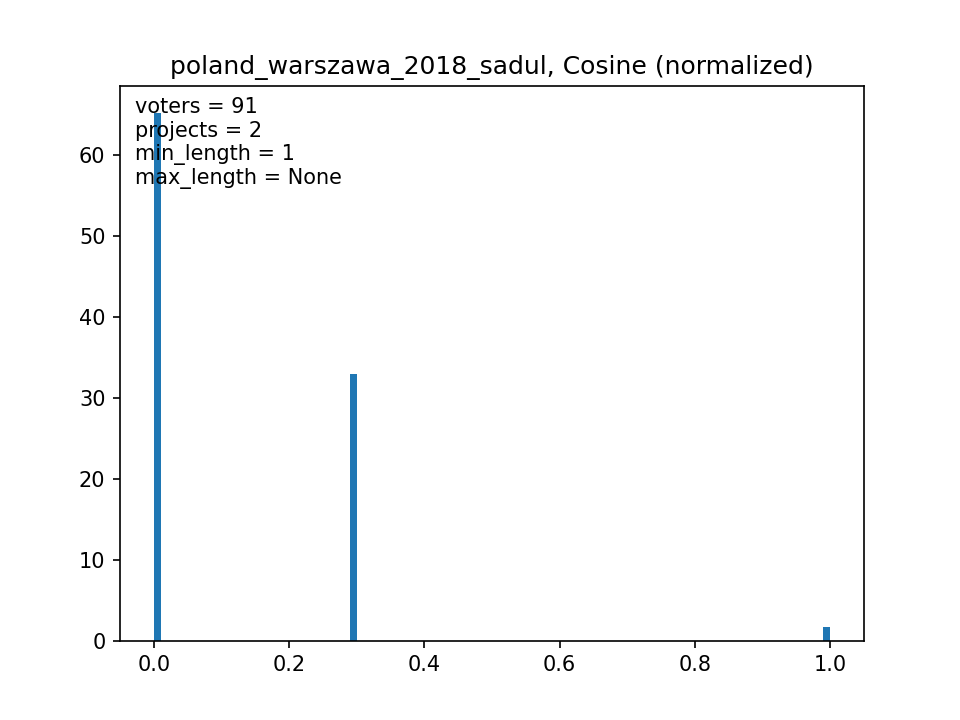 poland_warszawa_2018_sadul, Cosine (normalized)
voters = 91
projects = 2
min_length = 1
max_length = None
60
50
40
30
20
10
0
0.0 0.2 0.4 0.6 0.8 1.0